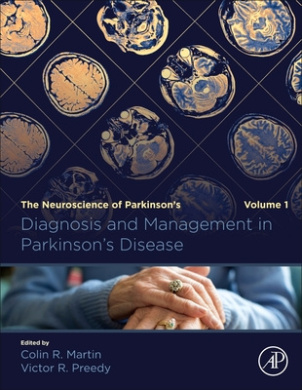 The Neuroscience of Parkinson's Volume 1
Diagnosis and Management in
Parkinson's Disease
Edited by
Colin R. Martin
Victor R. Preedy